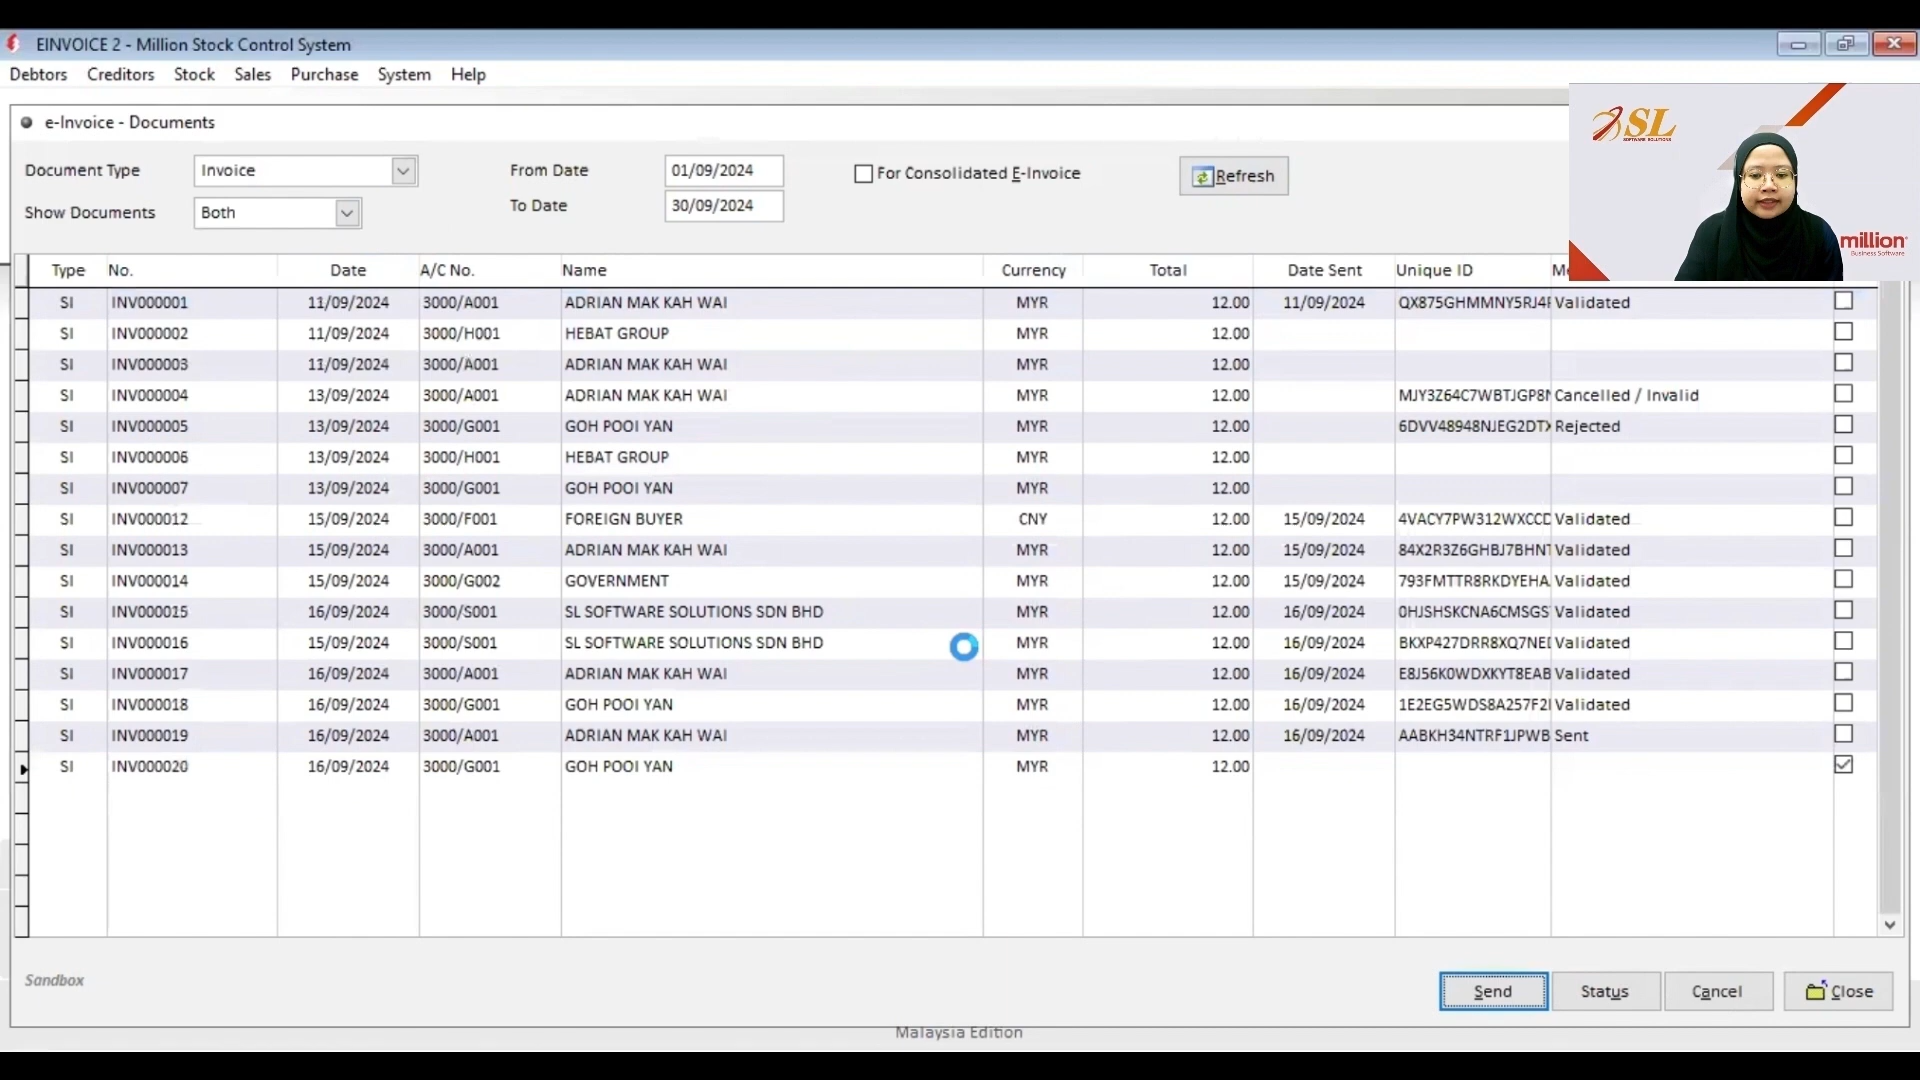 EINVOICE 2 - Million Stock Control System
Debtors Creditors Stock Sales Purchase System Help
e-Invoice - Documents
Document Type Invoice From Date 01/09/2024 For Consolidated E-Invoice Refresh
Show Documents Both To Date 30/09/2024
SL
SOFTWARE SOLUTIONS
million
Business Software
Type No. Date A/C No. Name Currency Total Date Sent Unique ID
SI INV000001 11/09/2024 3000/A001 ADRIAN MAK KAH WAI MYR 12.00 11/09/2024 Validated
SI INV000002 11/09/2024 3000/H001 HEBAT GROUP MYR 12.00
SI INV000003 11/09/2024 3000/A001 ADRIAN MAK KAH WAI MYR 12.00
SI INV000004 13/09/2024 3000/A001 ADRIAN MAK KAH WAI MYR 12.00 Cancelled / Invalid
SI INV000005 13/09/2024 3000/G001 GOH POOI YAN MYR 12.00 6DVV48948NJEG2DTX Rejected
SI INV000006 13/09/2024 3000/H001 HEBAT GROUP MYR 12.00
SI INV000007 13/09/2024 3000/G001 GOH POOI YAN MYR 12.00
SI INV000012 15/09/2024 3000/F001 FOREIGN BUYER CNY 12.00 15/09/2024 4VACY7PW312WXCCD Validated
SI INV000013 15/09/2024 3000/A001 ADRIAN MAK KAH WAI MYR 12.00 15/09/2024 Validated
SI INV000014 15/09/2024 3000/G002 GOVERNMENT MYR 12.00 15/09/2024 Validated
SI INV000015 16/09/2024 3000/S001 SL SOFTWARE SOLUTIONS SDN BHD MYR 12.00 16/09/2024 Validated
SI INV000016 15/09/2024 3000/S001 SL SOFTWARE SOLUTIONS SDN BHD MYR 12.00 16/09/2024 Validated
SI INV000017 16/09/2024 3000/A001 ADRIAN MAK KAH WAI MYR 12.00 16/09/2024 E8J56K0WDXKYT8EAB Validated
SI INV000018 16/09/2024 3000/G001 GOH POOI YAN MYR 12.00 16/09/2024 Validated
SI INV000019 16/09/2024 3000/A001 ADRIAN MAK KAH WAI MYR 12.00 16/09/2024 AABKH34NTRF1JPWB Sent
SI INV000020 16/09/2024 3000/G001 GOH POOI YAN MYR 12.00
Sandbox
Send Status Cancel Close
Malaysia Edition